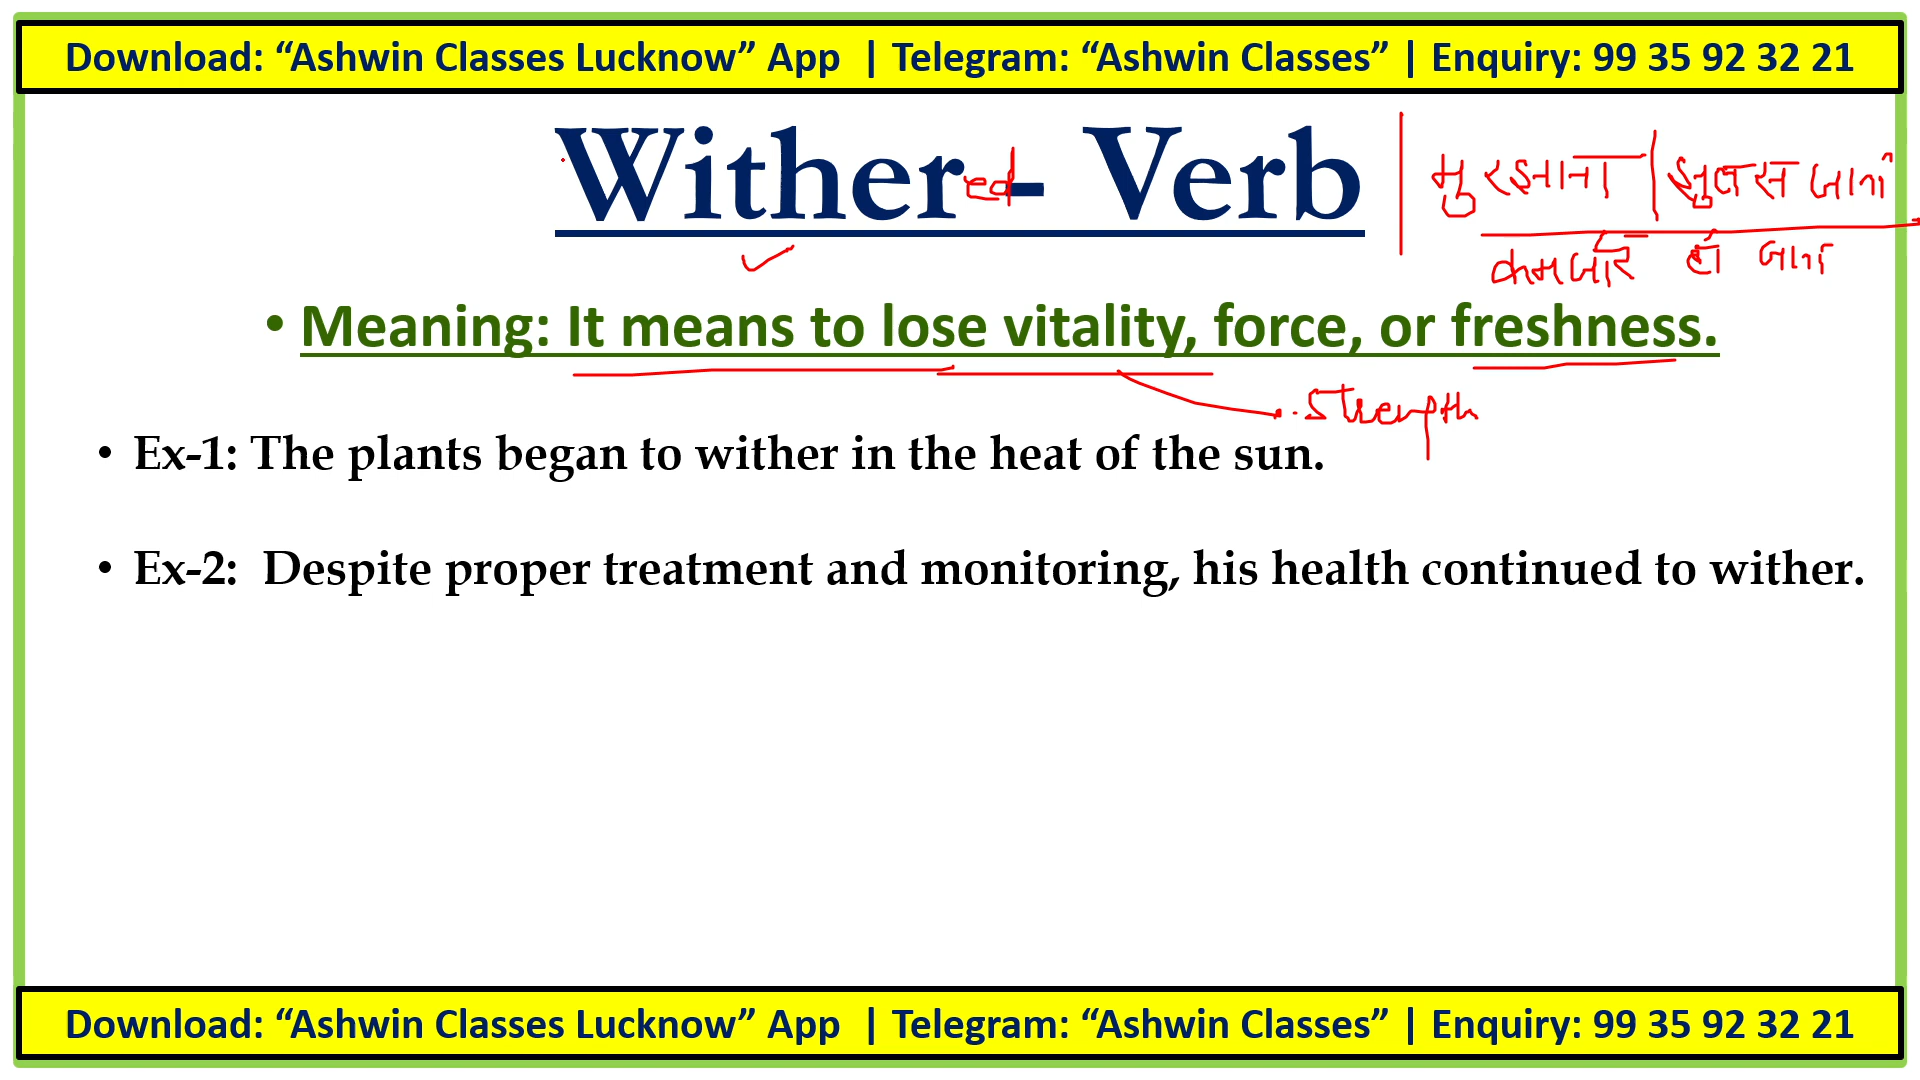 Download: “Ashwin Classes Lucknow” App | Telegram: “Ashwin Classes” | Enquiry: 99 35 92 32 21
Withered - Verb | मुरझाना | झुलस जाना
कमजोर हो जाना
• Meaning: It means to lose vitality, force, or freshness.
Strength
• Ex-1: The plants began to wither in the heat of the sun.
• Ex-2: Despite proper treatment and monitoring, his health continued to wither.
Download: “Ashwin Classes Lucknow” App | Telegram: “Ashwin Classes” | Enquiry: 99 35 92 32 21